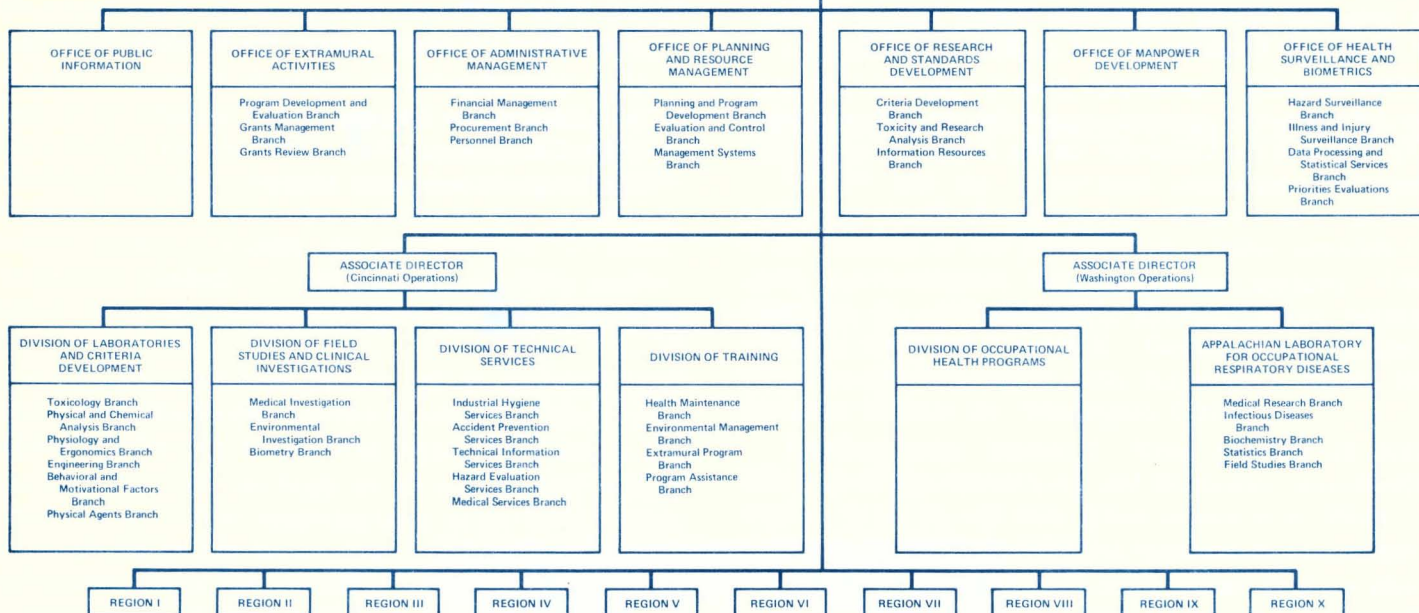 OFFICE OF PUBLIC
INFORMATION
OFFICE OF EXTRAMURAL
ACTIVITIES
Program Development and
Evaluation Branch
Grants Management
Branch
Grants Review Branch
OFFICE OF ADMINISTRATIVE
MANAGEMENT
Financial Management
Branch
Procurement Branch
Personnel Branch
OFFICE OF PLANNING
AND RESOURCE
MANAGEMENT
Planning and Program
Development Branch
Evaluation and Control
Branch
Management Systems
Branch
OFFICE OF RESEARCH
AND STANDARDS
DEVELOPMENT
Criteria Development
Branch
Toxicity and Research
Analysis Branch
Information Resources
Branch
OFFICE OF MANPOWER
DEVELOPMENT
OFFICE OF HEALTH
SURVEILLANCE AND
BIOMETRICS
Hazard Surveillance
Branch
Illness and Injury
Surveillance Branch
Data Processing and
Statistical Services
Branch
Priorities Evaluations
Branch
ASSOCIATE DIRECTOR
(Cincinnati Operations)
ASSOCIATE DIRECTOR
(Washington Operations)
DIVISION OF LABORATORIES
AND CRITERIA
DEVELOPMENT
Toxicology Branch
Physical and Chemical
Analysis Branch
Physiology and
Ergonomics Branch
Engineering Branch
Behavioral and
Motivational Factors
Branch
Physical Agents Branch
DIVISION OF FIELD
STUDIES AND CLINICAL
INVESTIGATIONS
Medical Investigation
Branch
Environmental
Investigation Branch
Biometry Branch
DIVISION OF TECHNICAL
SERVICES
Industrial Hygiene
Services Branch
Accident Prevention
Services Branch
Technical Information
Services Branch
Hazard Evaluation
Services Branch
Medical Services Branch
DIVISION OF TRAINING
Health Maintenance
Branch
Environmental Management
Branch
Extramural Program
Branch
Program Assistance
Branch
DIVISION OF OCCUPATIONAL
HEALTH PROGRAMS
APPALACHIAN LABORATORY
FOR OCCUPATIONAL
RESPIRATORY DISEASES
Medical Research Branch
Infectious Diseases
Branch
Biochemistry Branch
Statistics Branch
Field Studies Branch
REGION I
REGION II
REGION III
REGION IV
REGION V
REGION VI
REGION VII
REGION VIII
REGION IX
REGION X